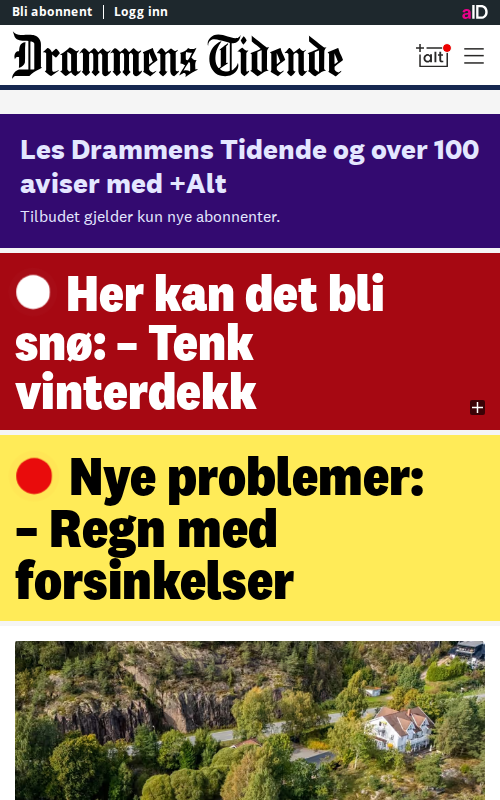 Bli abonnent | Logg inn
aID
Drammens Tidende
+alt
Les Drammens Tidende og over 100
aviser med +Alt
Tilbudet gjelder kun nye abonnenter.
Her kan det bli
snø: – Tenk
vinterdekk
Nye problemer:
– Regn med
forsinkelser